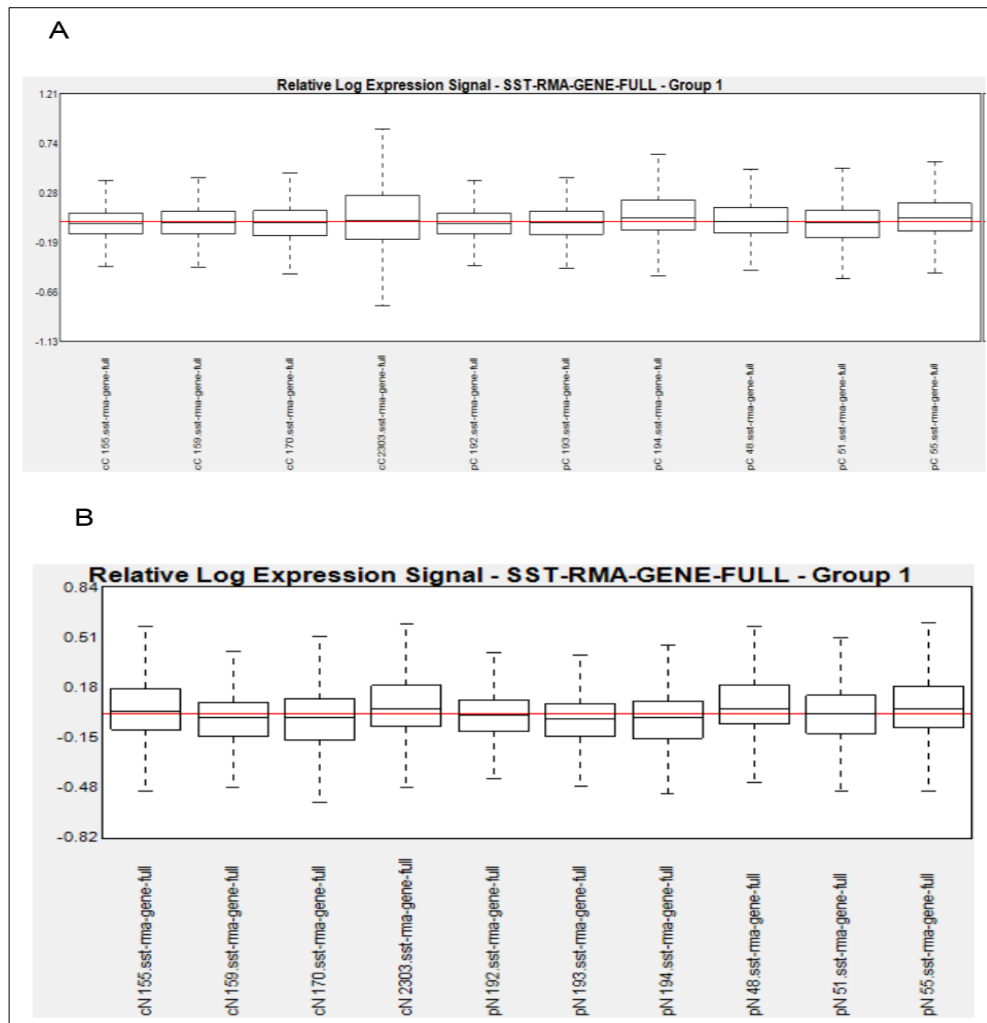 A
Relative Log Expression Signal - SST-RMA-GENE-FULL - Group 1
1.21
0.74
0.28
-0.19
-0.66
-1.13
cC 155.sst-rma-gene-full
cC 159.sst-rma-gene-full
cC 170.sst-rma-gene-full
cC2303.sst-rma-gene-full
pC 192.sst-rma-gene-full
pC 193.sst-rma-gene-full
pC 194.sst-rma-gene-full
pC 48.sst-rma-gene-full
pC 51.sst-rma-gene-full
pC 55.sst-rma-gene-full
B
Relative Log Expression Signal - SST-RMA-GENE-FULL - Group 1
0.84
0.51
0.18
-0.15
-0.48
-0.82
cN 155.sst-rma-gene-full
cN 159.sst-rma-gene-full
cN 170.sst-rma-gene-full
cN 2303.sst-rma-gene-full
pN 192.sst-rma-gene-full
pN 193.sst-rma-gene-full
pN 194.sst-rma-gene-full
pN 48.sst-rma-gene-full
pN 51.sst-rma-gene-full
pN 55.sst-rma-gene-full